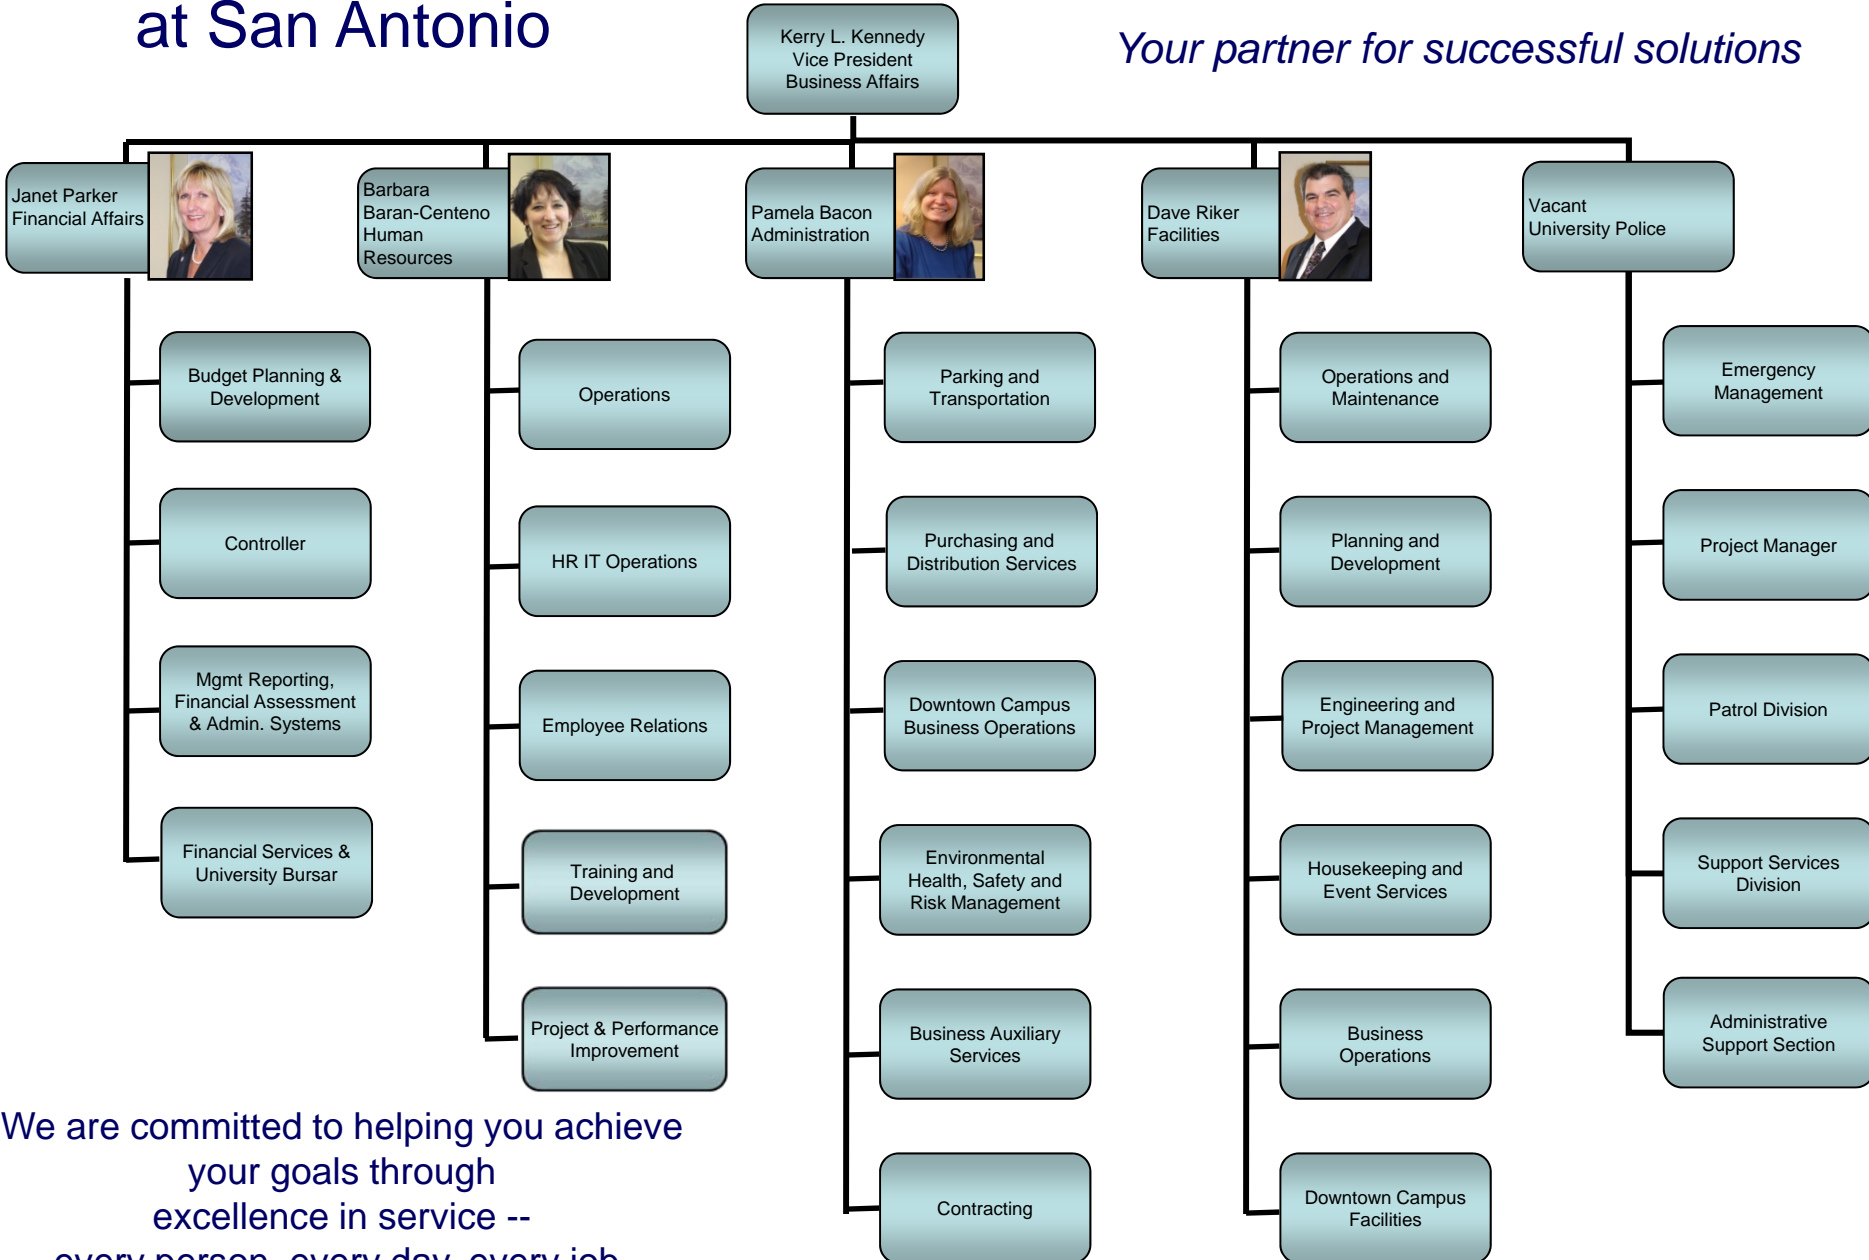 at San Antonio
Kerry L. Kennedy
Vice President
Business Affairs
Your partner for successful solutions
Janet Parker
Financial Affairs
Barbara
Baran-Centeno
Human
Resources
Pamela Bacon
Administration
Dave Riker
Facilities
Vacant
University Police
Budget Planning &
Development
Controller
Mgmt Reporting,
Financial Assessment
& Admin. Systems
Financial Services &
University Bursar
Operations
HR IT Operations
Employee Relations
Training and
Development
Project & Performance
Improvement
Parking and
Transportation
Purchasing and
Distribution Services
Downtown Campus
Business Operations
Environmental
Health, Safety and
Risk Management
Business Auxiliary
Services
Contracting
Operations and
Maintenance
Planning and
Development
Engineering and
Project Management
Housekeeping and
Event Services
Business
Operations
Downtown Campus
Facilities
Emergency
Management
Project Manager
Patrol Division
Support Services
Division
Administrative
Support Section
We are committed to helping you achieve
your goals through
excellence in service --
every person, every day, every job